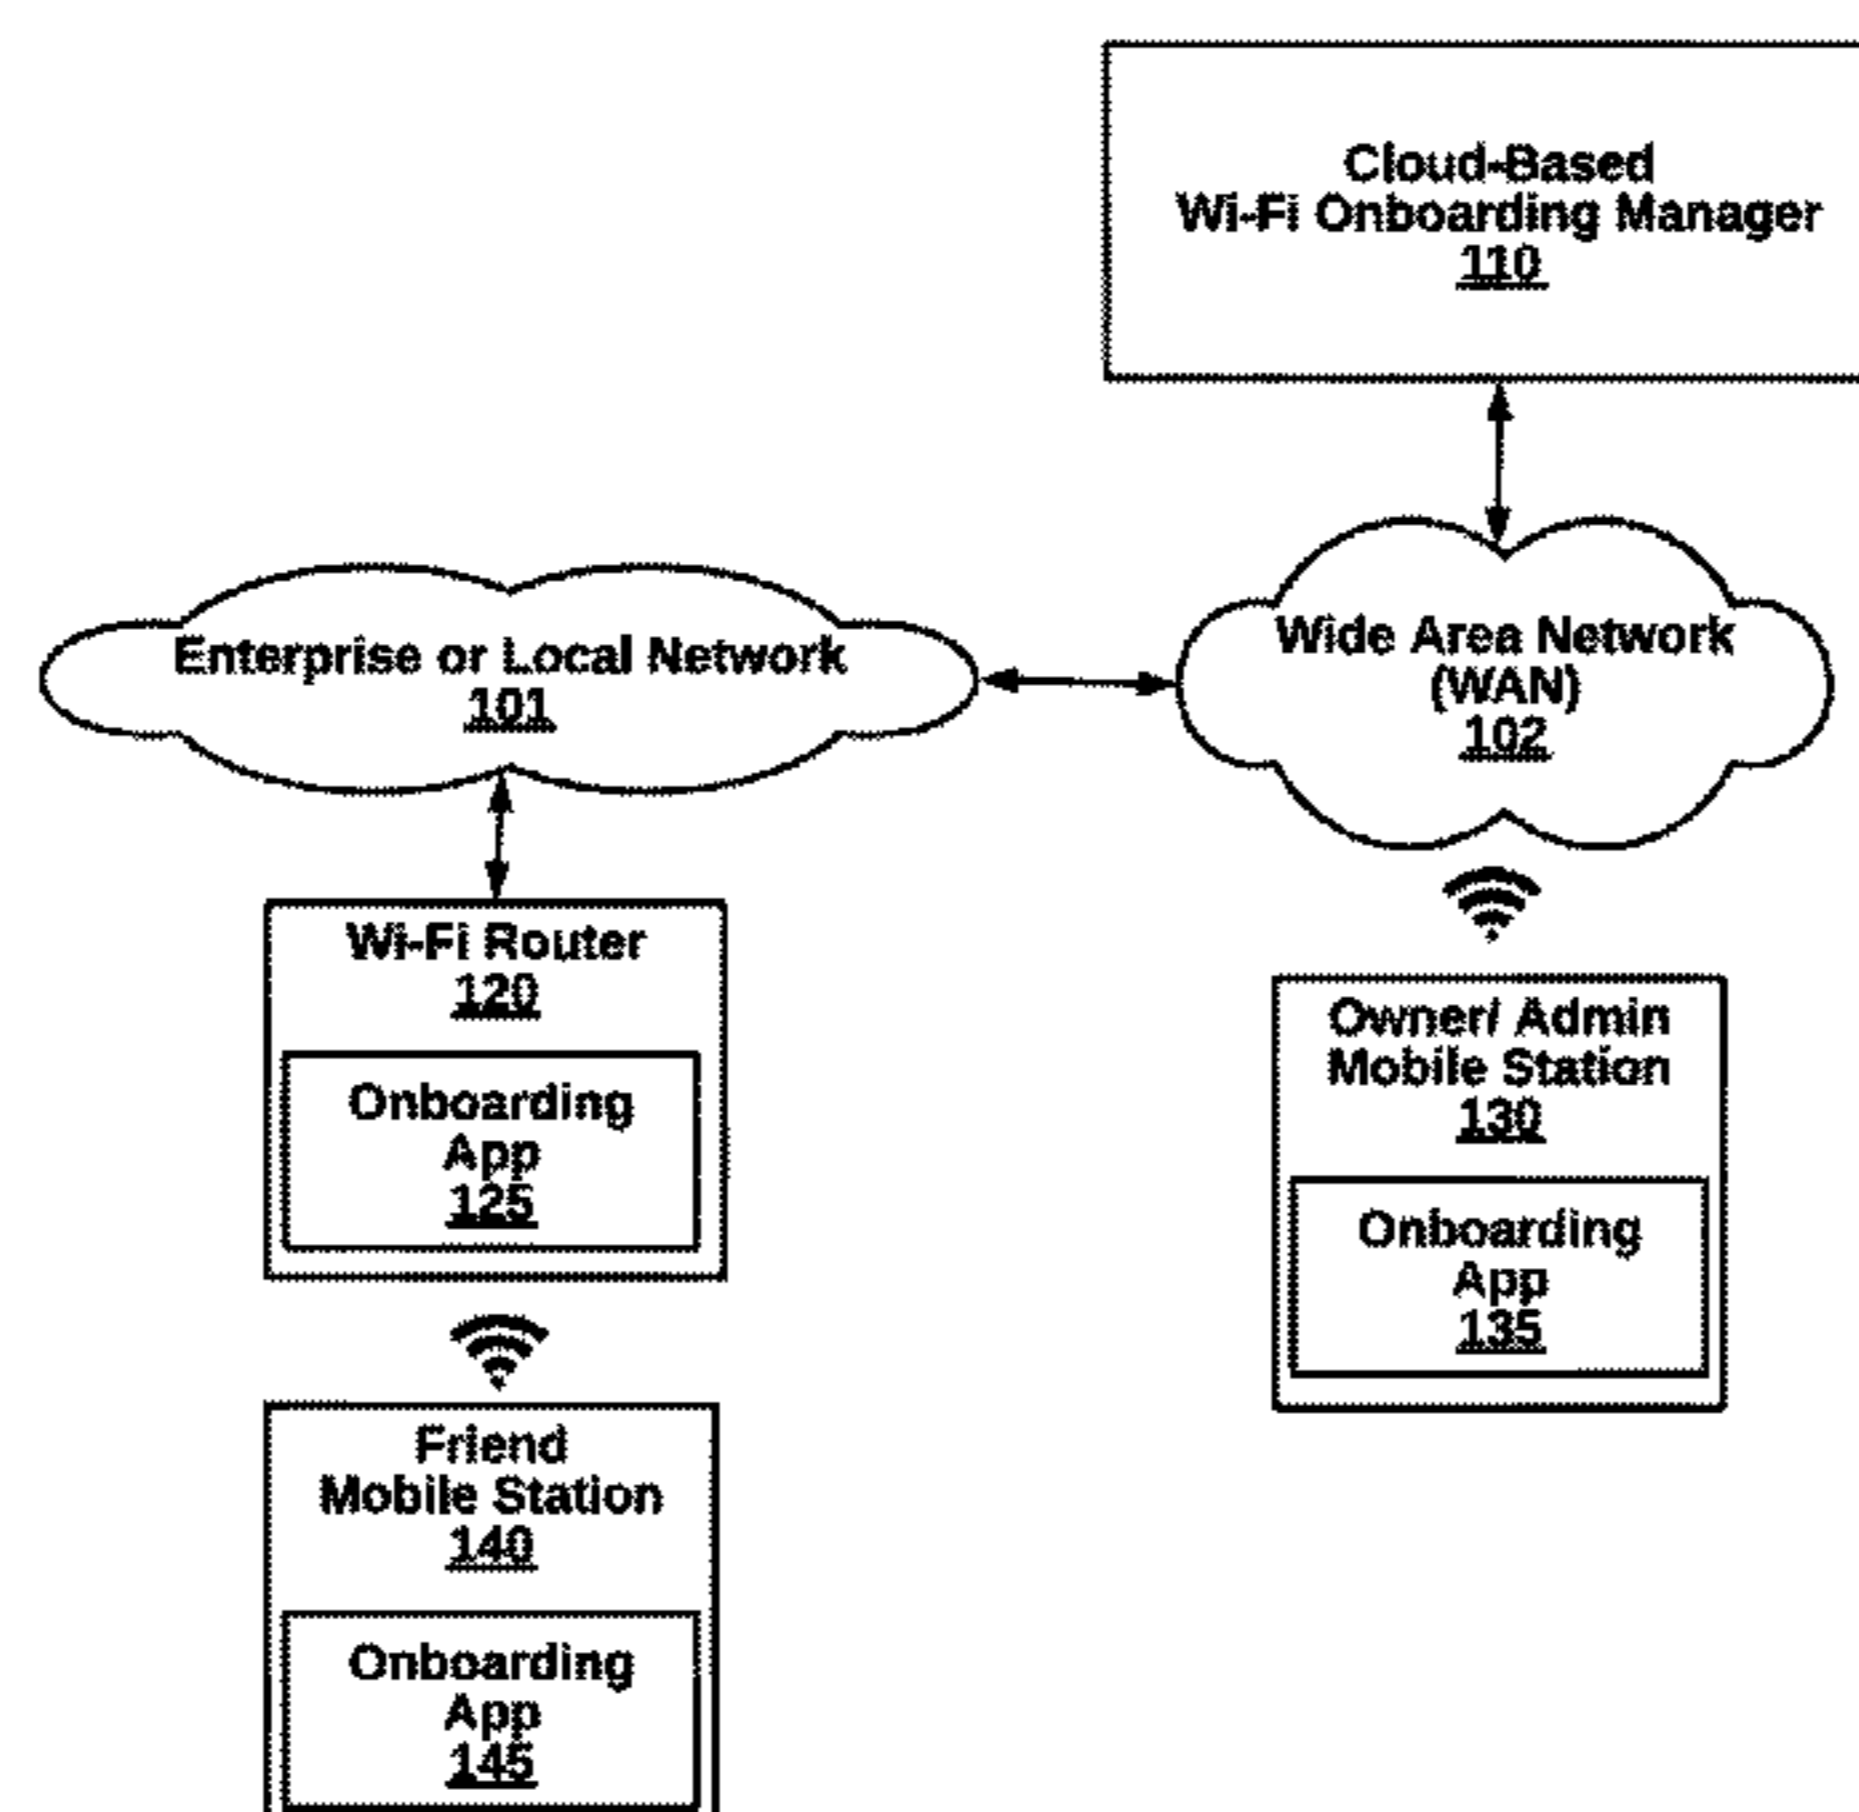 Cloud-Based
Wi-Fi Onboarding Manager
110
Enterprise or Local Network
101
Wide Area Network
(WAN)
102
Wi-Fi Router
120
Onboarding
App
125
Owner/ Admin
Mobile Station
130
Onboarding
App
135
Friend
Mobile Station
140
Onboarding
App
145